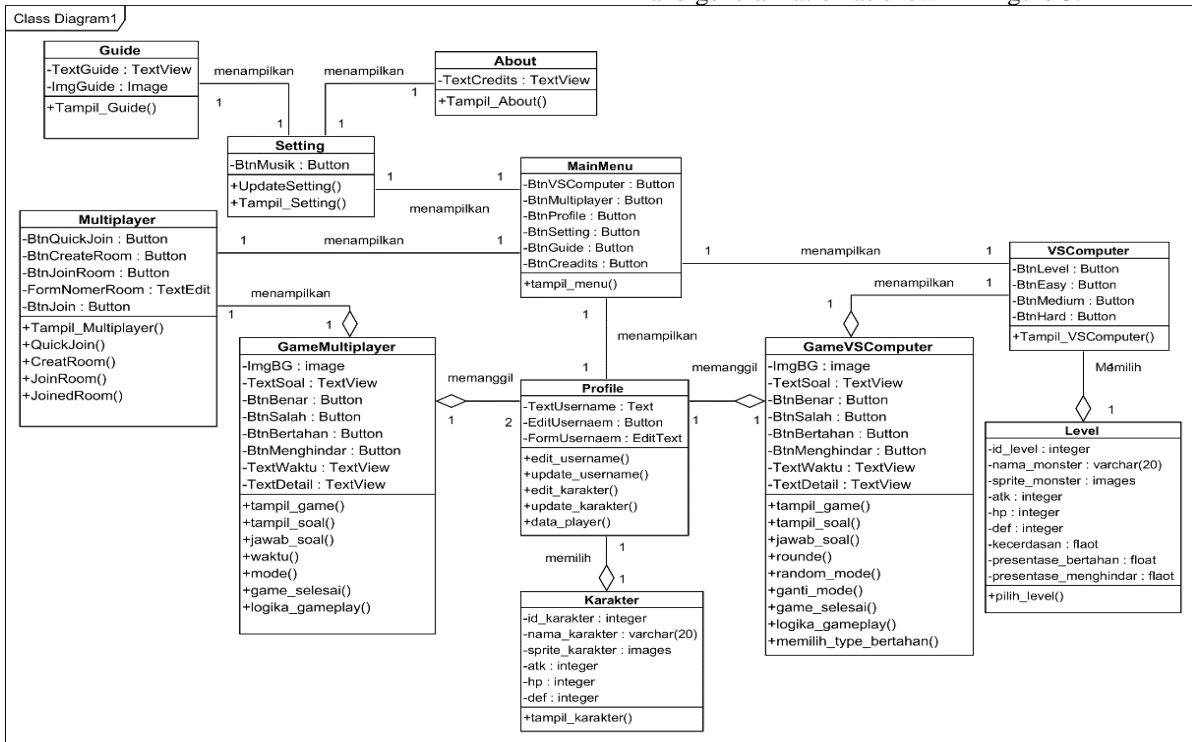 Class Diagram1
Guide
-TextGuide : TextView
-ImgGuide : Image
+Tampil_Guide()
menampilkan
1
1
menampilkan
1
1
About
-TextCredits : TextView
+Tampil_About()
Setting
-BtnMusik : Button
+UpdateSetting()
+Tampil_Setting()
1
1
menampilkan
MainMenu
-BtnVSComputer : Button
-BtnMultiplayer : Button
-BtnProfile : Button
-BtnSetting : Button
-BtnGuide : Button
-BtnCreadits : Button
+tampil_menu()
Multiplayer
-BtnQuickJoin : Button
-BtnCreateRoom : Button
-BtnJoinRoom : Button
-FormNomerRoom : TextEdit
-BtnJoin : Button
+Tampil_Multiplayer()
+QuickJoin()
+CreatRoom()
+JoinRoom()
+JoinedRoom()
1
menampilkan
1
1
menampilkan
1
VSComputer
-BtnLevel : Button
-BtnEasy : Button
-BtnMedium : Button
-BtnHard : Button
+Tampil_VSComputer()
menampilkan
1
1
menampilkan
1
1
1
menampilkan
1
GameMultiplayer
-ImgBG : image
-TextSoal : TextView
-BtnBenar : Button
-BtnSalah : Button
-BtnBertahan : Button
-BtnMenghindar : Button
-TextWaktu : TextView
-TextDetail : TextView
+tampil_game()
+tampil_soal()
+jawab_soal()
+waktu()
+mode()
+game_selesai()
+logika_gameplay()
memanggil
1
2
Profile
-TextUsername : Text
-EditUsernaem : Button
-FormUsernaem : EditText
+edit_username()
+update_username()
+edit_karakter()
+update_karakter()
+data_player()
memanggil
1
1
GameVSComputer
-ImgBG : image
-TextSoal : TextView
-BtnBenar : Button
-BtnSalah : Button
-BtnBertahan : Button
-BtnMenghindar : Button
-TextWaktu : TextView
-TextDetail : TextView
+tampil_game()
+tampil_soal()
+jawab_soal()
+rounde()
+random_mode()
+ganti_mode()
+game_selesai()
+logika_gameplay()
+memilih_type_bertahan()
Memilih
1
1
Level
-id_level : integer
-nama_monster : varchar(20)
-sprite_monster : images
-atk : integer
-hp : integer
-def : integer
-kecerdasan : flaot
-presentase_bertahan : float
-presentase_menghindar : flaot
+pilih_level()
memilih
1
1
Karakter
-id_karakter : integer
-nama_karakter : varchar(20)
-sprite_karakter : images
-atk : integer
-hp : integer
-def : integer
+tampil_karakter()